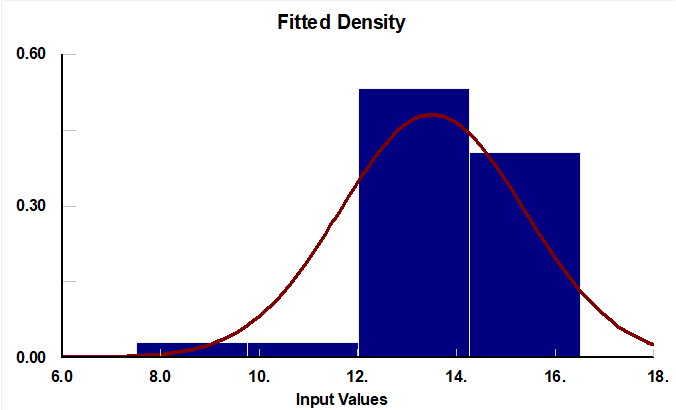 Fitted Density
0.60
0.30
0.00
6.0 8.0 10. 12. 14. 16. 18.
Input Values